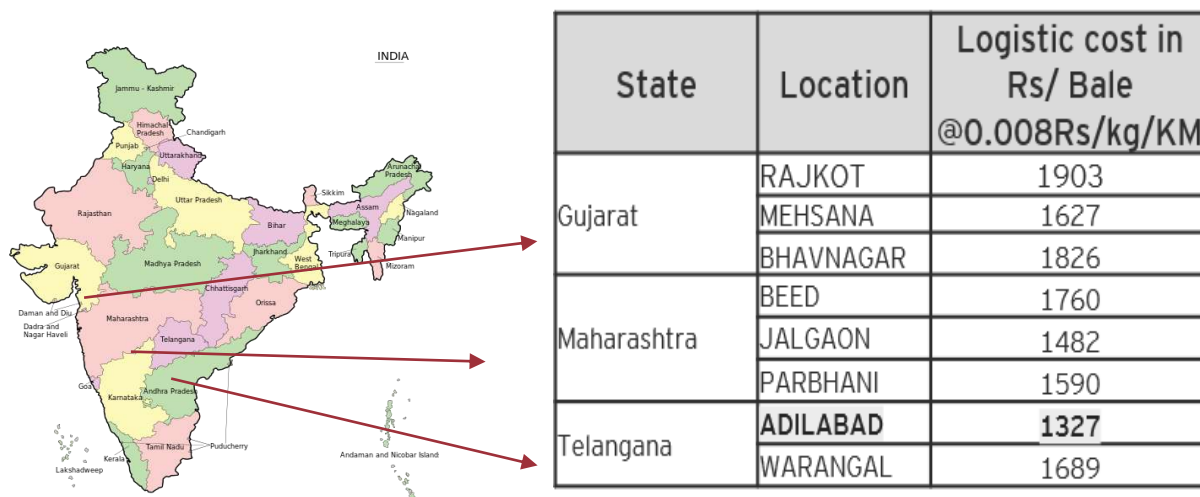 INDIA
Jammu - Kashmir
Himachal
Pradesh
Chandigarh
Punjab
Uttarakhand
Haryana
Delhi
Arunachal
Pradesh
Sikkim
Rajasthan
Uttar Pradesh
Assam
Nagaland
Bihar
Meghalaya
Manipur
Tripura
Jharkhand
West
Bengal
Mizoram
Gujarat
Madhya Pradesh
Chhattisgarh
Orissa
Daman and Diu
Dadra and
Nagar Haveli
Maharashtra
Telangana
Goa
Karnataka
Andhra Pradesh
Tamil Nadu
Puducherry
Kerala
Lakshadweep
Andaman and Nicobar Island
State Location Logistic cost in
Rs/ Bale
@0.008Rs/kg/KM
Gujarat
RAJKOT 1903
MEHSANA 1627
BHAVNAGAR 1826
Maharashtra
BEED 1760
JALGAON 1482
PARBHANI 1590
Telangana
ADILABAD 1327
WARANGAL 1689